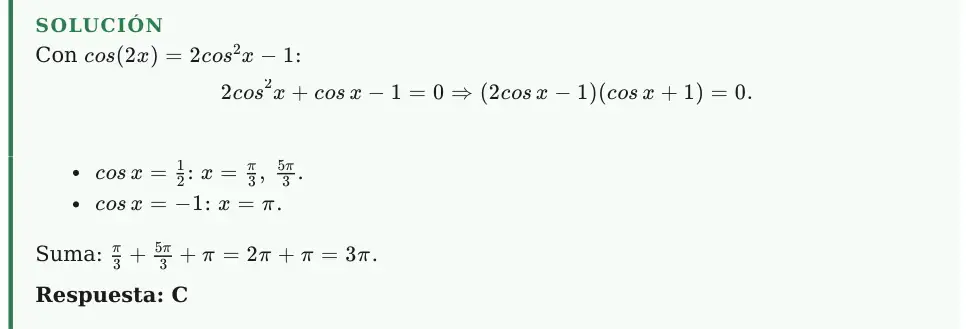 SOLUCIÓN
Con cos(2x) = 2cos²x − 1:
2cos²x + cos x − 1 = 0 ⇒ (2cos x − 1)(cos x + 1) = 0.
• cos x = 1/2: x = π/3, 5π/3.
• cos x = −1: x = π.
Suma: π/3 + 5π/3 + π = 2π + π = 3π.
Respuesta: C